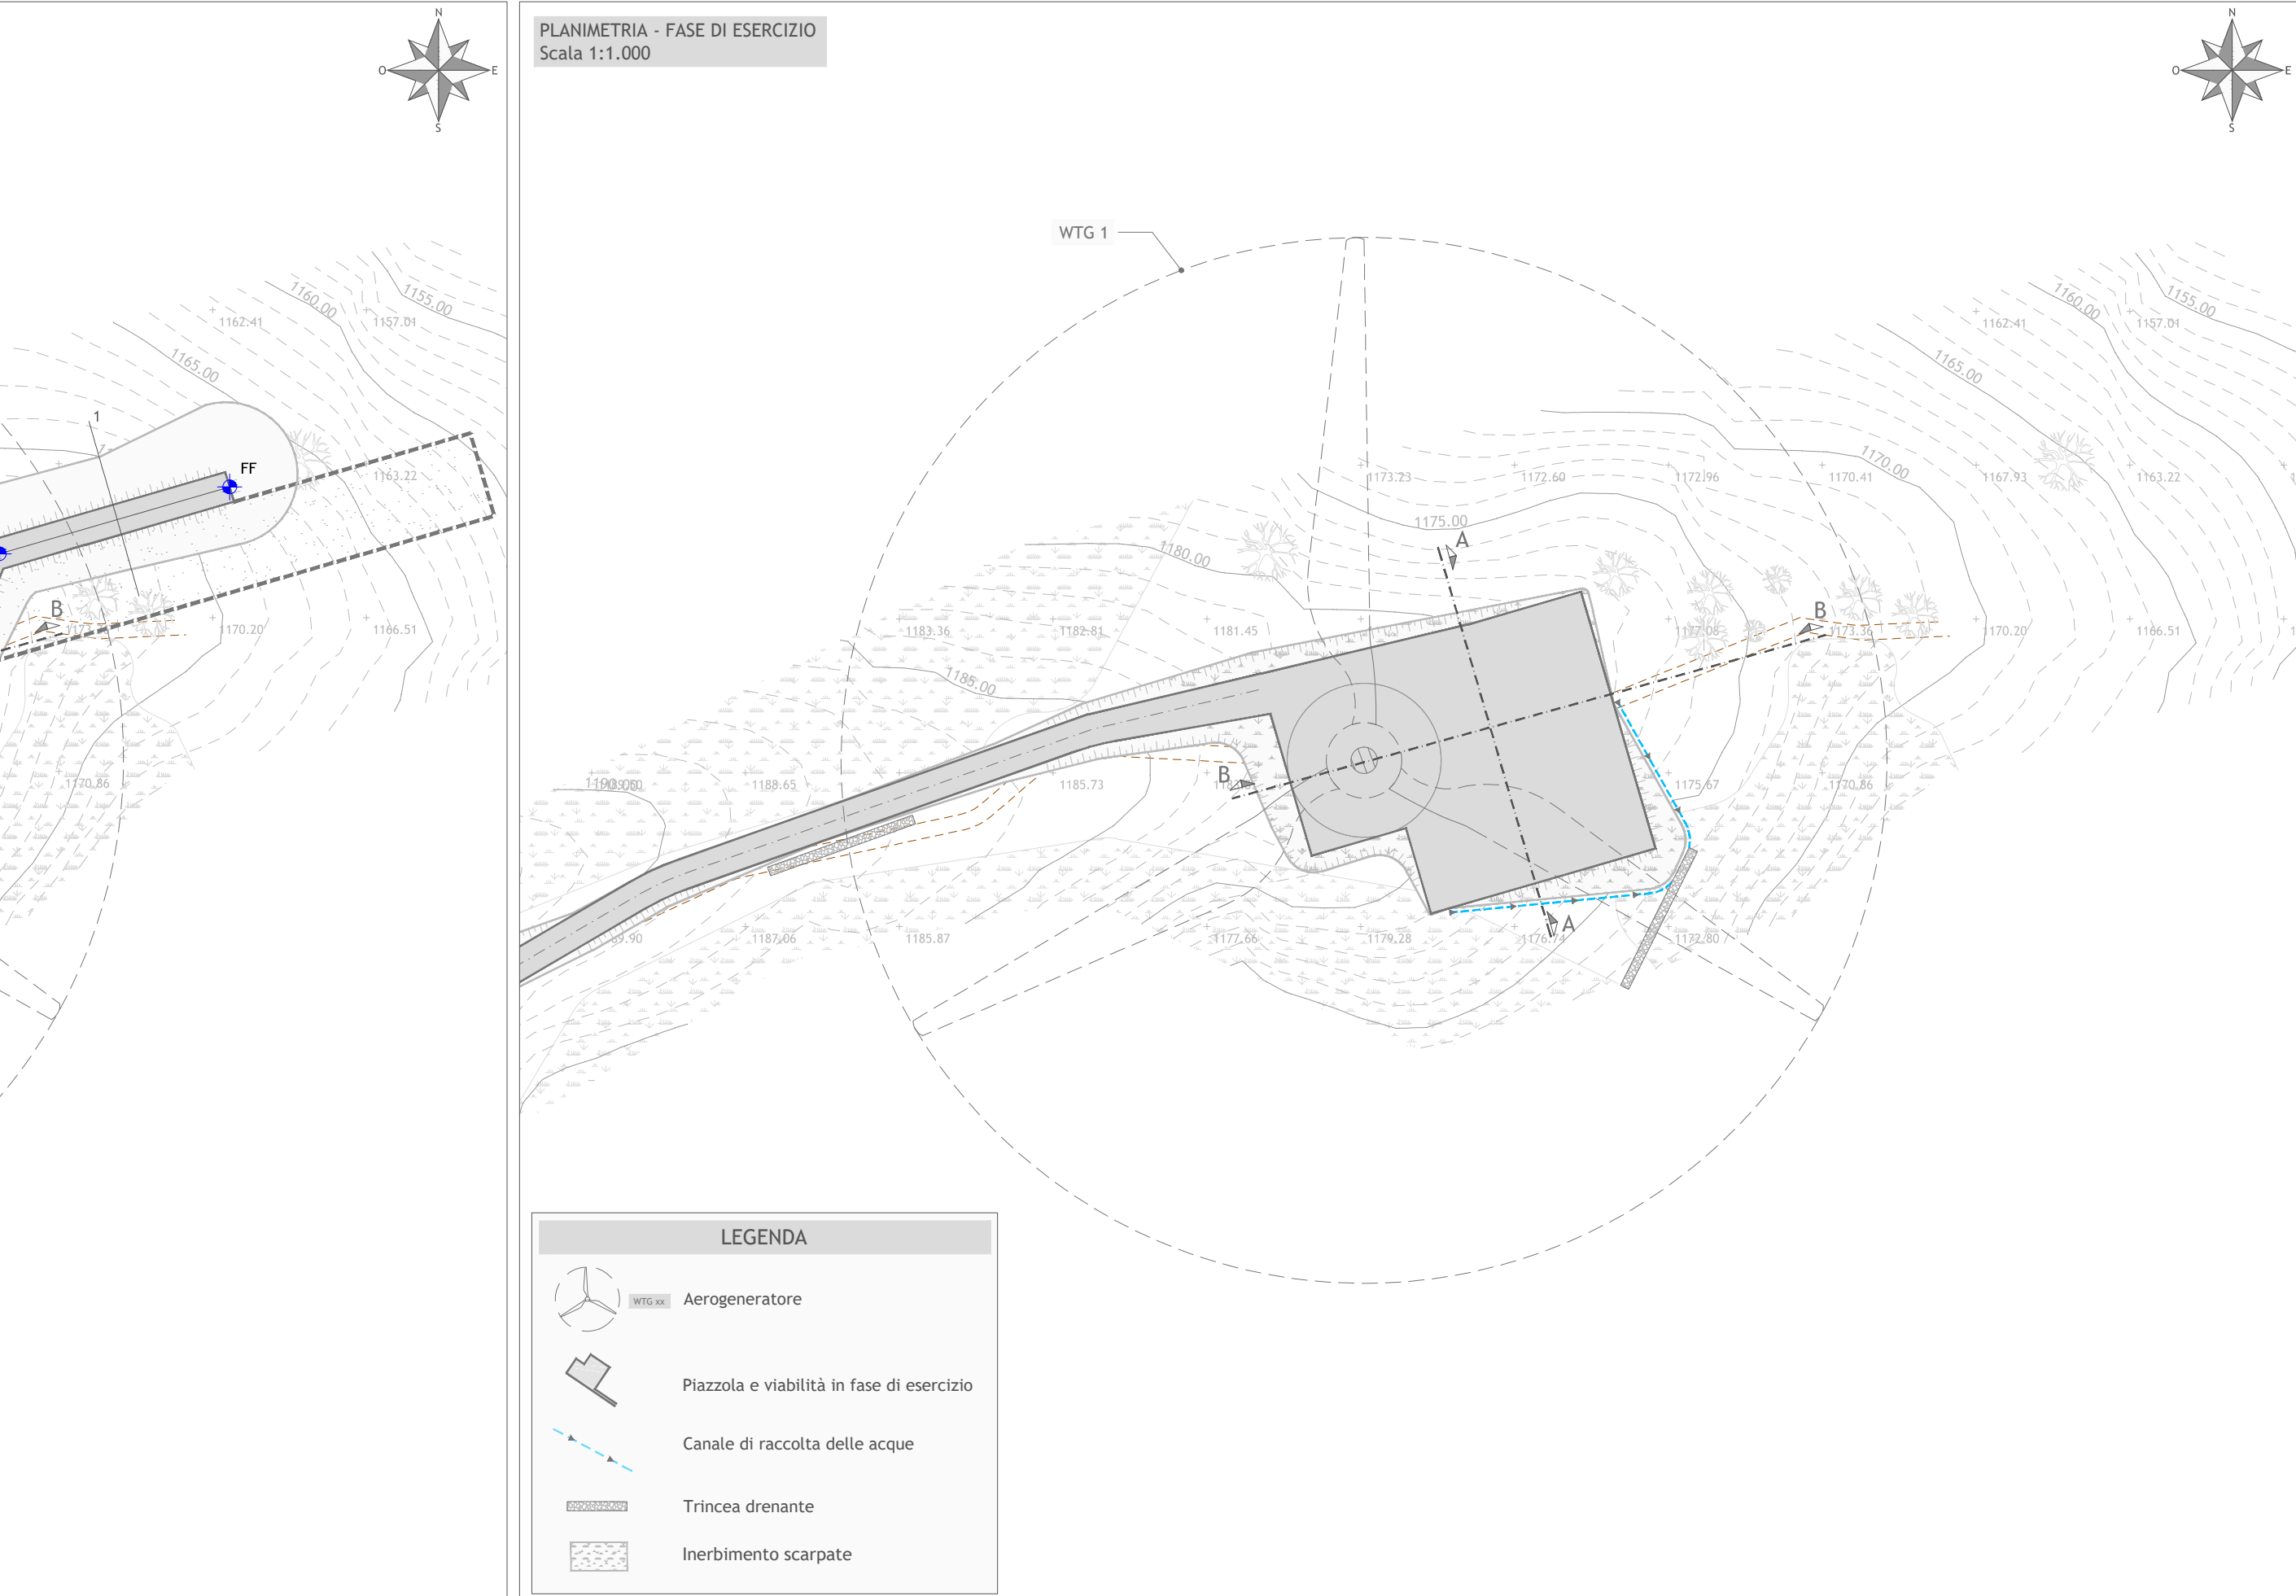 N
O
E
S
1160.00
1155.00
1162.41
1157.01
1165.00
1
FF
1163.22
B
1170.20
1166.51
1170.86
PLANIMETRIA - FASE DI ESERCIZIO
Scala 1:1.000
N
O
E
S
WTG 1
1160.00
1155.00
1162.41
1157.01
1165.00
1170.00
1173.23
1172.60
1172.96
1170.41
1167.93
1163.22
1175.00
A
1180.00
B
1183.36
1182.81
1181.45
1177.08
1173.36
1170.20
1166.51
1185.00
B
1188.65
1185.73
1175.67
1170.86
A
1187.06
1185.87
1177.66
1179.28
1176.74
1172.80
LEGENDA
WTG xx
Aerogeneratore
Piazzola e viabilità in fase di esercizio
Canale di raccolta delle acque
Trincea drenante
Inerbimento scarpate